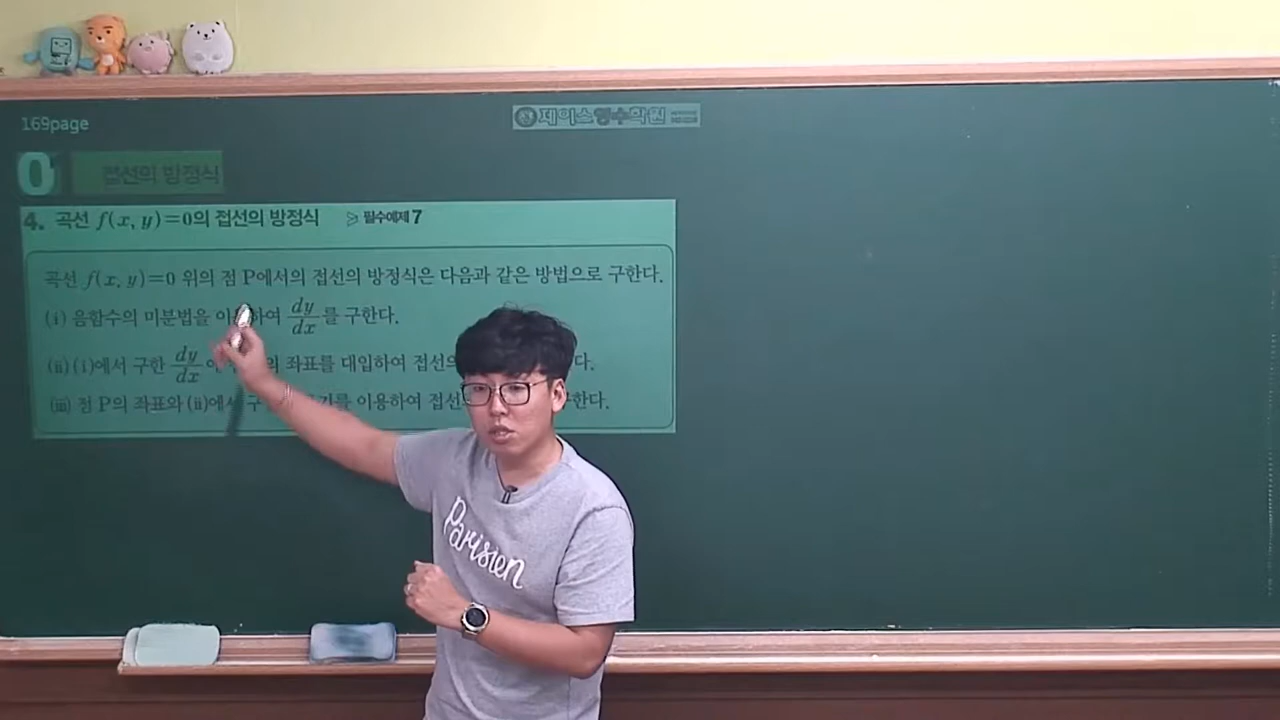 169page
제이스영수학원
0
접선의 방정식
4. 곡선 f(x, y)=0의 접선의 방정식 ≫ 필수예제 7
곡선 f(x, y)=0 위의 점 P에서의 접선의 방정식은 다음과 같은 방법으로 구한다.
(i) 음함수의 미분법을 하여 dy/dx를 구한다.
(ii) (i)에서 구한 dy/dx 의 좌표를 대입하여 접선 다.
(iii) 점 P의 좌표와 (ii)에서 를 이용하여 접선 한다.
Parisien